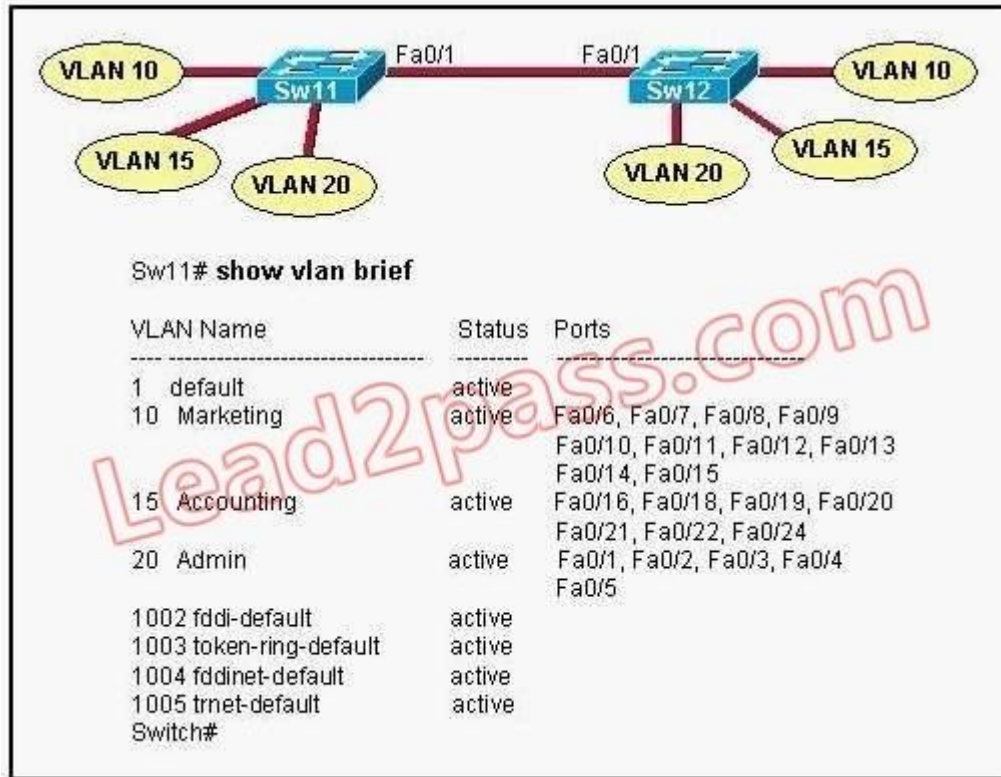 Fa0/1 Fa0/1
VLAN 10 Sw11 Sw12 VLAN 10
VLAN 15 VLAN 20 VLAN 20 VLAN 15
Sw11# show vlan brief
VLAN Name Status Ports
---- -------------------------------- --------- -------------------------------
1 default active
10 Marketing active Fa0/6, Fa0/7, Fa0/8, Fa0/9
Fa0/10, Fa0/11, Fa0/12, Fa0/13
Fa0/14, Fa0/15
15 Accounting active Fa0/16, Fa0/18, Fa0/19, Fa0/20
Fa0/21, Fa0/22, Fa0/24
20 Admin active Fa0/1, Fa0/2, Fa0/3, Fa0/4
Fa0/5
1002 fddi-default active
1003 token-ring-default active
1004 fddinet-default active
1005 trnet-default active
Switch#
Lead2pass.com